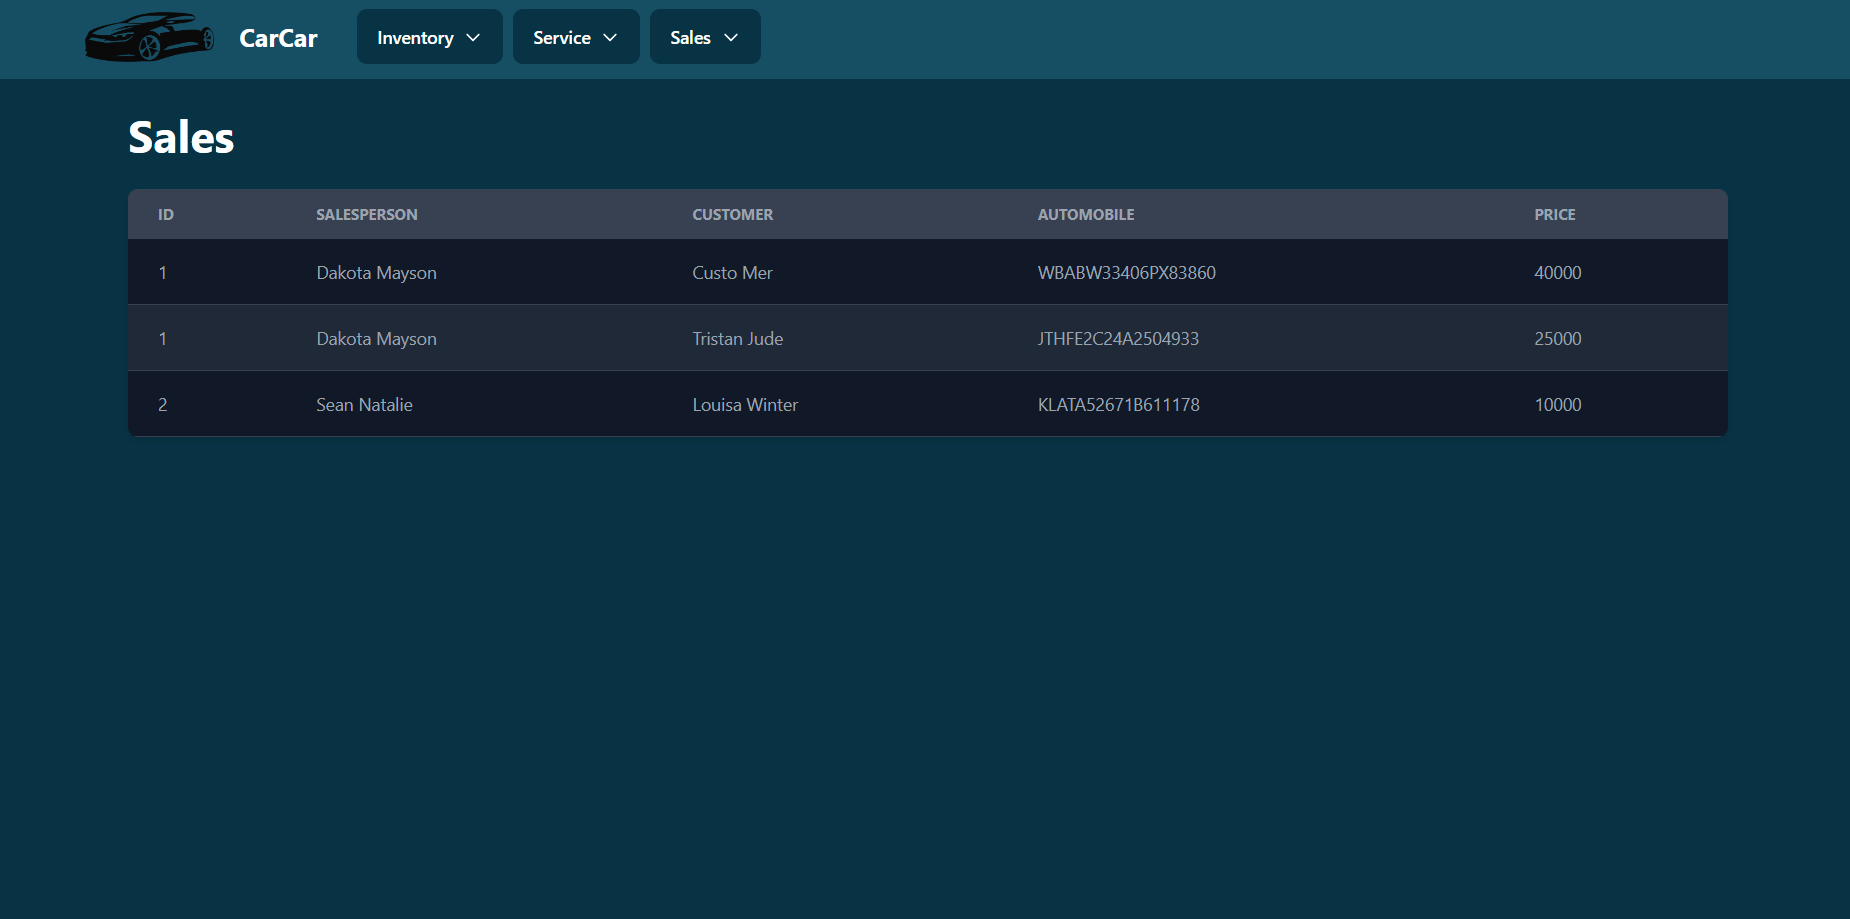 CarCar Inventory Service Sales
Sales
ID SALESPERSON CUSTOMER AUTOMOBILE PRICE
1 Dakota Mayson Custo Mer WBABW33406PX83860 40000
1 Dakota Mayson Tristan Jude JTHFE2C24A2504933 25000
2 Sean Natalie Louisa Winter KLATA52671B611178 10000